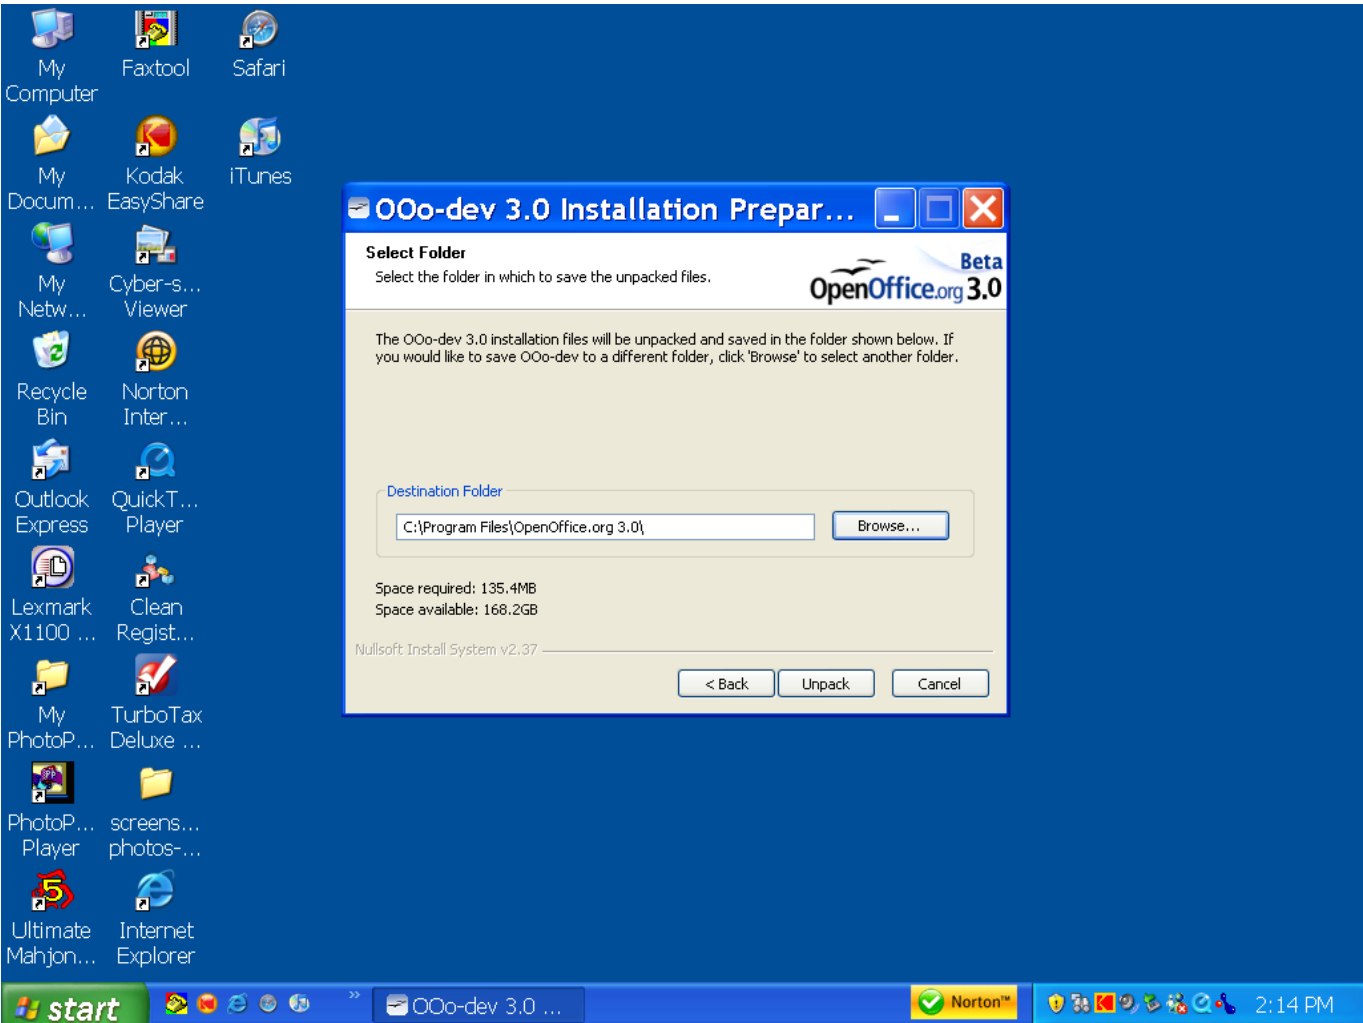 My
Computer
Faxtool
Safari
My
Docum...
Kodak
EasyShare
iTunes
My
Netw...
Cyber-s...
Viewer
Recycle
Bin
Norton
Inter...
Outlook
Express
QuickT...
Player
Lexmark
X1100 ...
Clean
Regist...
My
PhotoP...
TurboTax
Deluxe ...
PhotoP...
Player
screens...
photos-...
Ultimate
Mahjon...
Internet
Explorer
OOo-dev 3.0 Installation Prepar...
Select Folder
Select the folder in which to save the unpacked files.
Beta
OpenOffice.org 3.0
The OOo-dev 3.0 installation files will be unpacked and saved in the folder shown below. If
you would like to save OOo-dev to a different folder, click 'Browse' to select another folder.
Destination Folder
C:\Program Files\OpenOffice.org 3.0\
Browse...
Space required: 135.4MB
Space available: 168.2GB
Nullsoft Install System v2.37
< Back
Unpack
Cancel
start
»
OOo-dev 3.0 ...
Norton™
2:14 PM